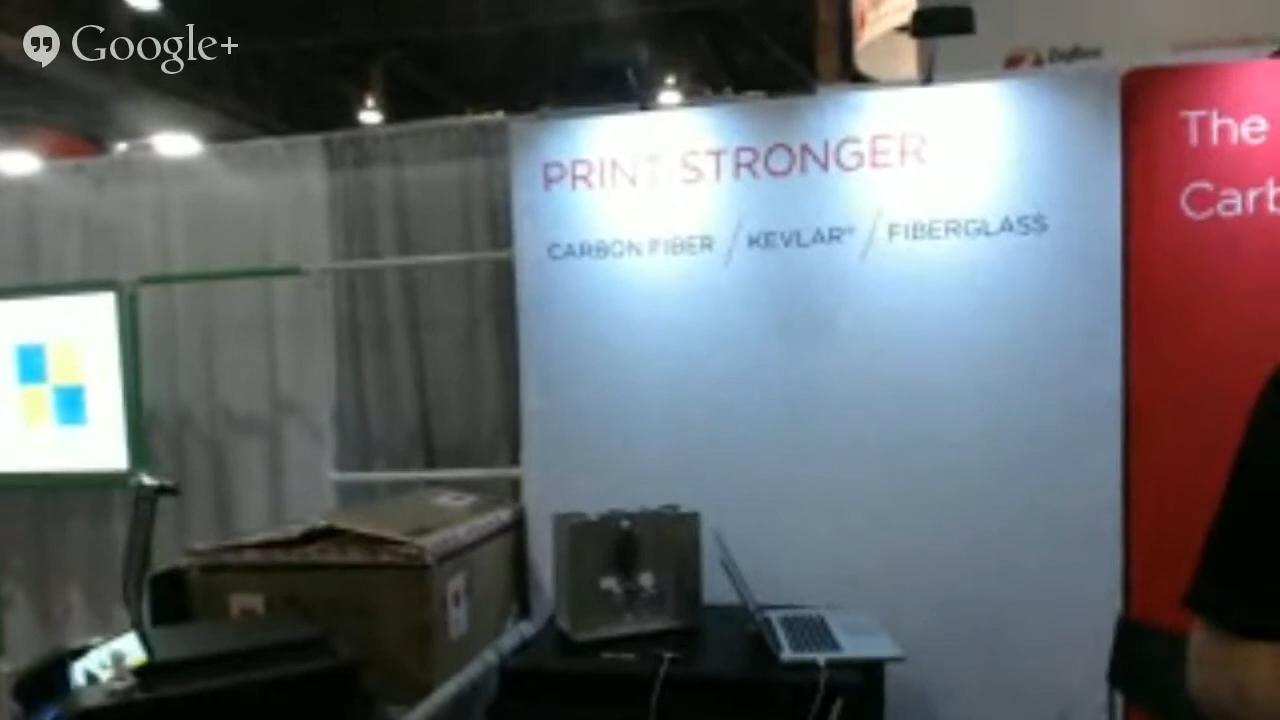 Google+
PRINT STRONGER
CARBON FIBER / KEVLAR® / FIBERGLASS
The
Carb